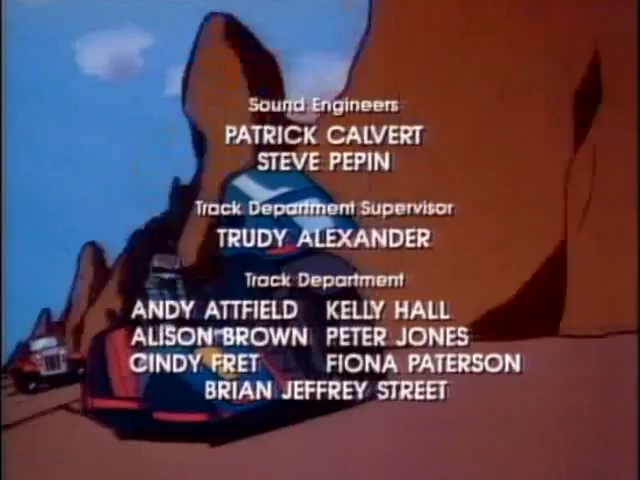 Sound Engineers
PATRICK CALVERT
STEVE PEPIN
Track Department Supervisor
TRUDY ALEXANDER
Track Department
ANDY ATTFIELD KELLY HALL
ALISON BROWN PETER JONES
CINDY FRET FIONA PATERSON
BRIAN JEFFREY STREET